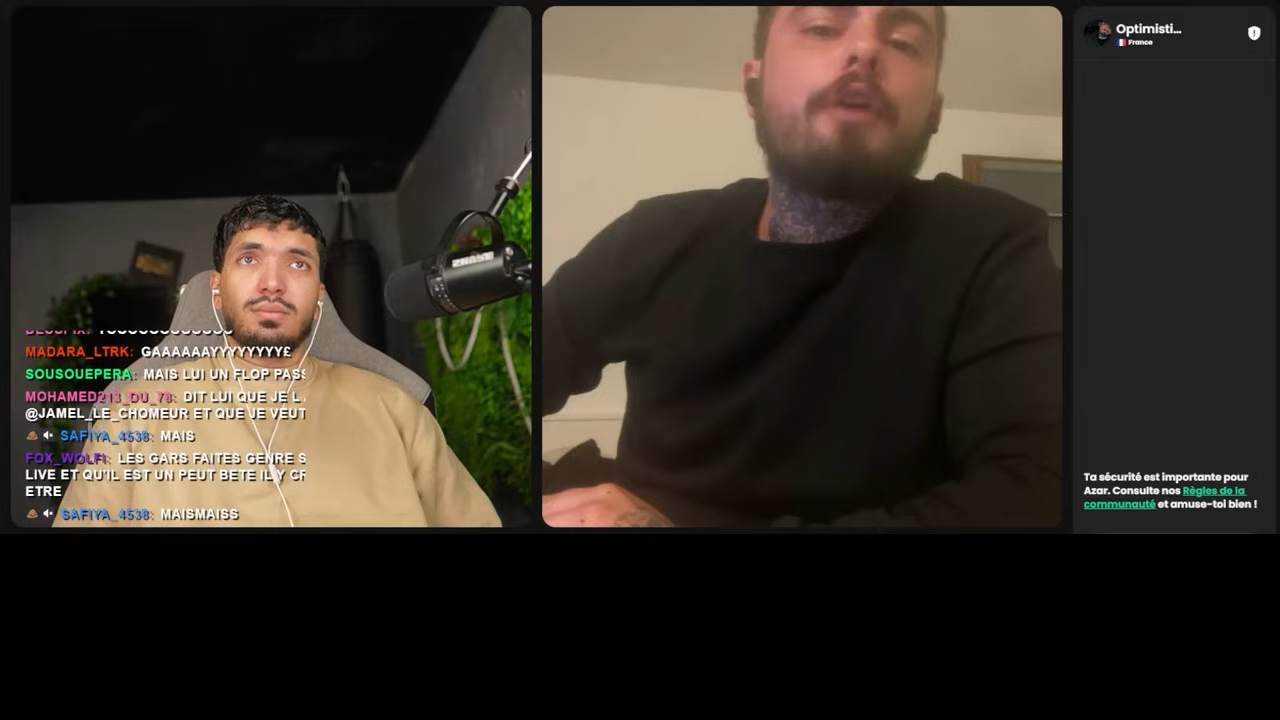 MADARA_LTRK: GAAAAAAYYYYYYYY£
SOUSOUEPERA: MAIS LUI UN FLOP PASS
MOHAMED213_DU_78: DIT LUI QUE JE L
@JAMEL_LE_CHOMEUR ET QUE JE VEUT
SAFIYA_4538: MAIS
FOX_WOLFI: LES GARS FAITES GENRE S
LIVE ET QU'IL EST UN PEUT BETE IL Y CR
ETRE
SAFIYA_4538: MAISMAISS
Optimisti...
France
Ta sécurité est importante pour
Azar. Consulte nos Règles de la
communauté et amuse-toi bien !